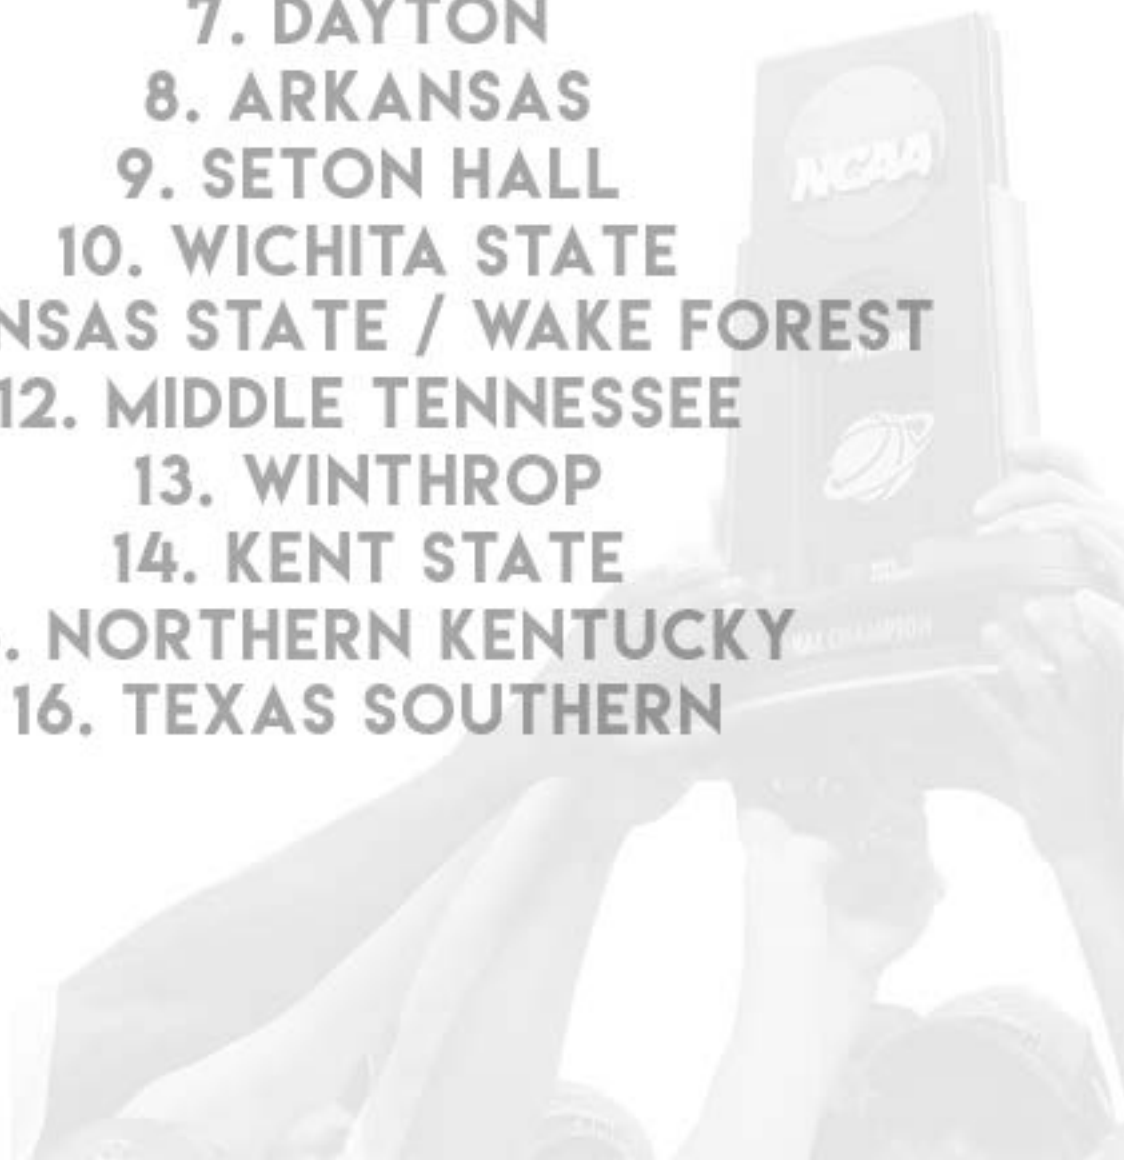 7. DAYTON
8. ARKANSAS
9. SETON HALL
10. WICHITA STATE
NSAS STATE / WAKE FOREST
12. MIDDLE TENNESSEE
13. WINTHROP
14. KENT STATE
. NORTHERN KENTUCKY
16. TEXAS SOUTHERN
NCAA
CHAMPION